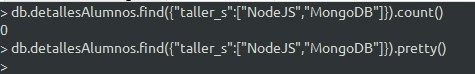 > db.detallesAlumnos.find({"taller_s":["NodeJS","MongoDB"]}).count()
0
> db.detallesAlumnos.find({"taller_s":["NodeJS","MongoDB"]}).pretty()
>